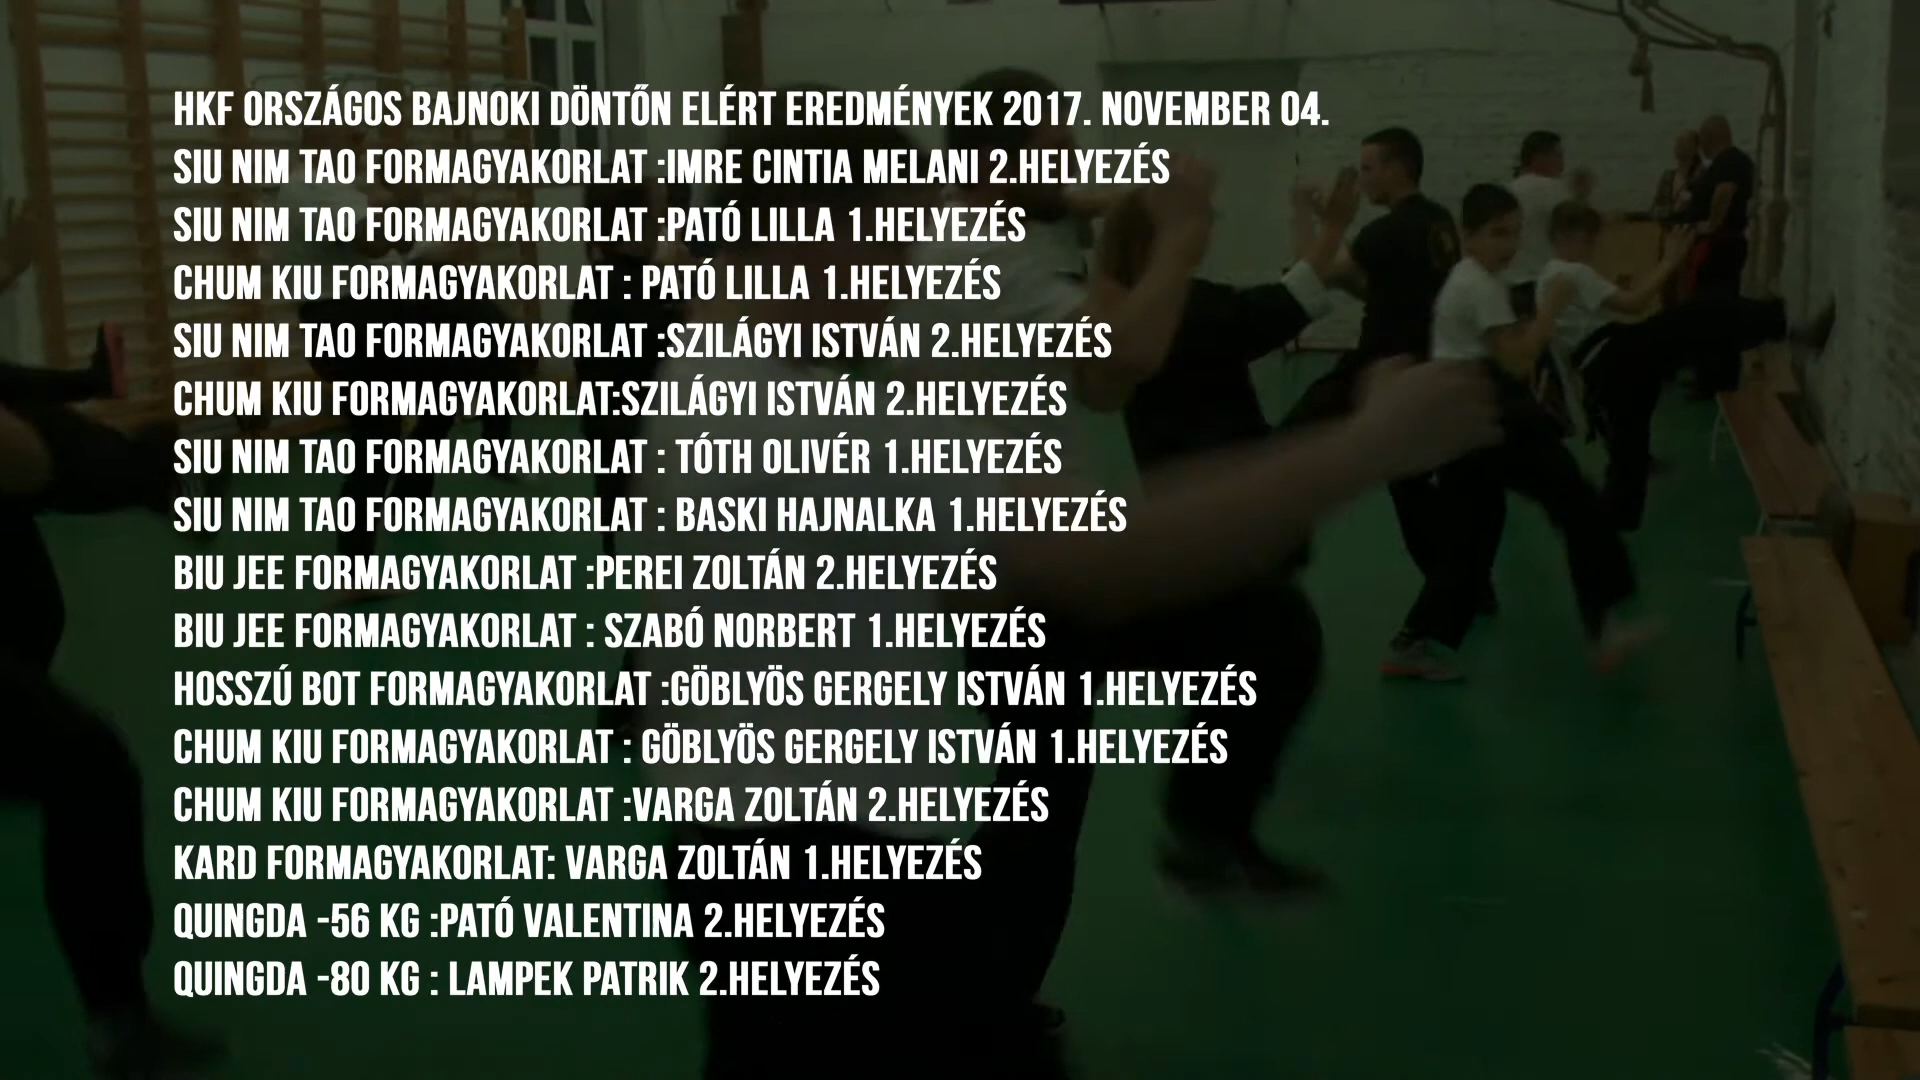 HKF ORSZÁGOS BAJNOKI DÖNTŐN ELÉRT EREDMÉNYEK 2017. NOVEMBER 04.
SIU NIM TAO FORMAGYAKORLAT :IMRE CINTIA MELANI 2.HELYEZÉS
SIU NIM TAO FORMAGYAKORLAT :PATÓ LILLA 1.HELYEZÉS
CHUM KIU FORMAGYAKORLAT : PATÓ LILLA 1.HELYEZÉS
SIU NIM TAO FORMAGYAKORLAT :SZILÁGYI ISTVÁN 2.HELYEZÉS
CHUM KIU FORMAGYAKORLAT:SZILÁGYI ISTVÁN 2.HELYEZÉS
SIU NIM TAO FORMAGYAKORLAT : TÓTH OLIVÉR 1.HELYEZÉS
SIU NIM TAO FORMAGYAKORLAT : BASKI HAJNALKA 1.HELYEZÉS
BIU JEE FORMAGYAKORLAT :PEREI ZOLTÁN 2.HELYEZÉS
BIU JEE FORMAGYAKORLAT : SZABÓ NORBERT 1.HELYEZÉS
HOSSZÚ BOT FORMAGYAKORLAT :GÖBLYÖS GERGELY ISTVÁN 1.HELYEZÉS
CHUM KIU FORMAGYAKORLAT : GÖBLYÖS GERGELY ISTVÁN 1.HELYEZÉS
CHUM KIU FORMAGYAKORLAT :VARGA ZOLTÁN 2.HELYEZÉS
KARD FORMAGYAKORLAT: VARGA ZOLTÁN 1.HELYEZÉS
QUINGDA -56 KG :PATÓ VALENTINA 2.HELYEZÉS
QUINGDA -80 KG : LAMPEK PATRIK 2.HELYEZÉS